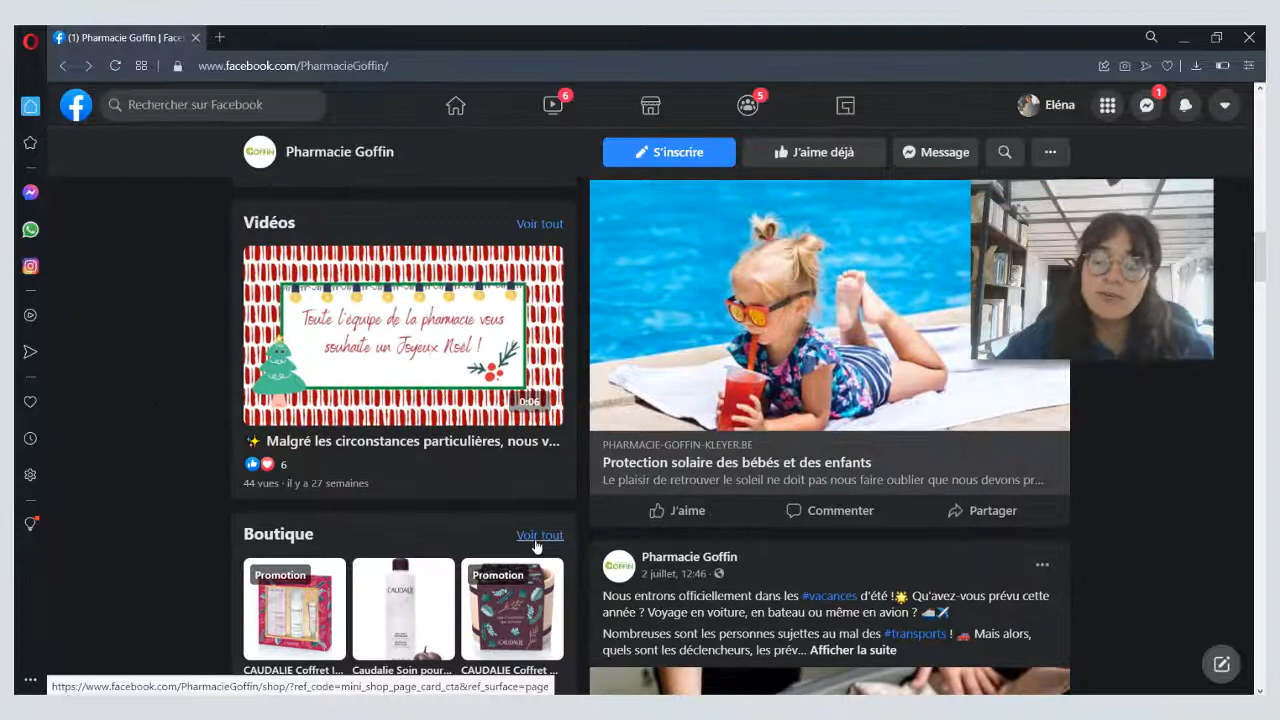 (1) Pharmacie Goffin | Face
www.facebook.com/PharmacieGoffin/
Rechercher sur Facebook
6
5
Eléna
1
GOFFIN
Pharmacie Goffin
S'inscrire
J'aime déjà
Message
Vidéos
Voir tout
Toute l'équipe de la pharmacie vous
souhaite un Joyeux Noël !
0:06
✨ Malgré les circonstances particulières, nous v...
6
44 vues · il y a 27 semaines
Boutique
Voir tout
Promotion
CAUDALIE
Promotion
CAUDALIE
CAUDALIE Coffret I...
Caudalie Soin pour...
CAUDALIE Coffret ...
PHARMACIE-GOFFIN-KLEYER.BE
Protection solaire des bébés et des enfants
Le plaisir de retrouver le soleil ne doit pas nous faire oublier que nous devons pr...
J'aime
Commenter
Partager
GOFFIN
Pharmacie Goffin
2 juillet, 12:46 ·
Nous entrons officiellement dans les #vacances d'été !🌟 Qu'avez-vous prévu cette
année ? Voyage en voiture, en bateau ou même en avion ? 🛥️✈️
Nombreuses sont les personnes sujettes au mal des #transports ! 🚗 Mais alors,
quels sont les déclencheurs, les prév... Afficher la suite
https://www.facebook.com/PharmacieGoffin/shop/?ref_code=mini_shop_page_card_cta&ref_surface=page